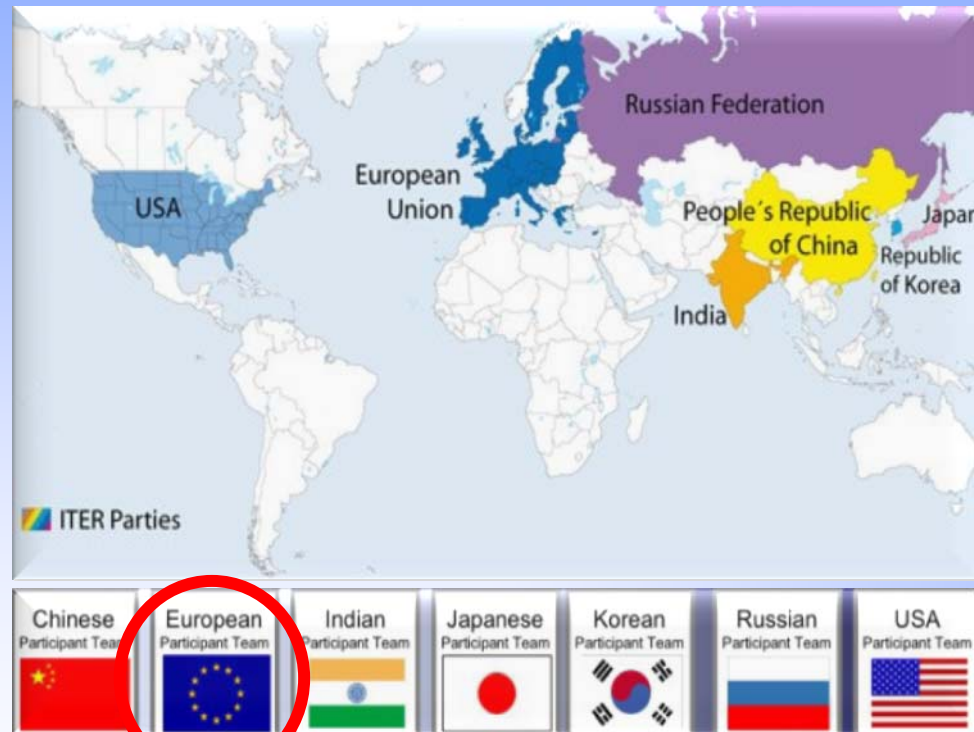 Russian Federation
European
Union
USA
People´s Republic
of China
Japan
Republic
of Korea
India
ITER Parties
Chinese
Participant Team
European
Participant Team
Indian
Participant Team
Japanese
Participant Team
Korean
Participant Team
Russian
Participant Team
USA
Participant Team